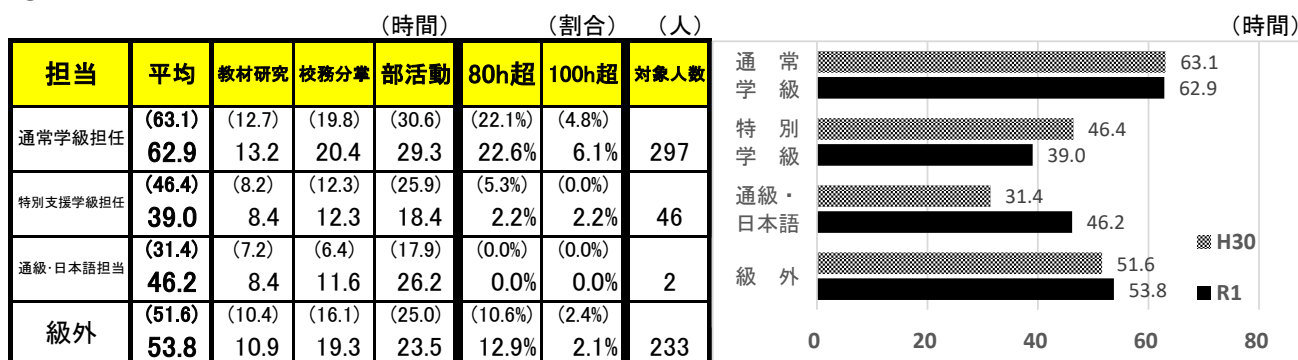 (時間) (割合) (人)
担当 平均 教材研究 校務分掌 部活動 80h超 100h超 対象人数
通常学級担任 (63.1) (12.7) (19.8) (30.6) (22.1%) (4.8%)
62.9 13.2 20.4 29.3 22.6% 6.1% 297
特別支援学級担任 (46.4) (8.2) (12.3) (25.9) (5.3%) (0.0%)
39.0 8.4 12.3 18.4 2.2% 2.2% 46
通級・日本語担当 (31.4) (7.2) (6.4) (17.9) (0.0%) (0.0%)
46.2 8.4 11.6 26.2 0.0% 0.0% 2
級外 (51.6) (10.4) (16.1) (25.0) (10.6%) (2.4%)
53.8 10.9 19.3 23.5 12.9% 2.1% 233
(時間)
通常 63.1
学級 62.9
特別 46.4
学級 39.0
通級・ 31.4
日本語 46.2
級外 51.6
53.8
H30
R1
0 20 40 60 80